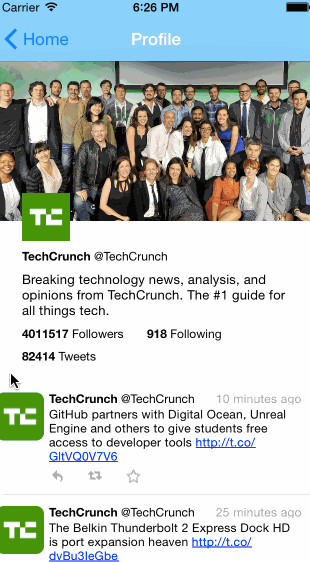 Carrier 6:26 PM
Home Profile
TC
TechCrunch @TechCrunch
Breaking technology news, analysis, and
opinions from TechCrunch. The #1 guide for
all things tech.
4011517 Followers 918 Following
82414 Tweets
TechCrunch @TechCrunch 10 minutes ago
TC
GitHub partners with Digital Ocean, Unreal
Engine and others to give students free
access to developer tools http://t.co/
GltVQ0V7V6
TechCrunch @TechCrunch 25 minutes ago
TC
The Belkin Thunderbolt 2 Express Dock HD
is port expansion heaven http://t.co/
dvBu3IeGbe